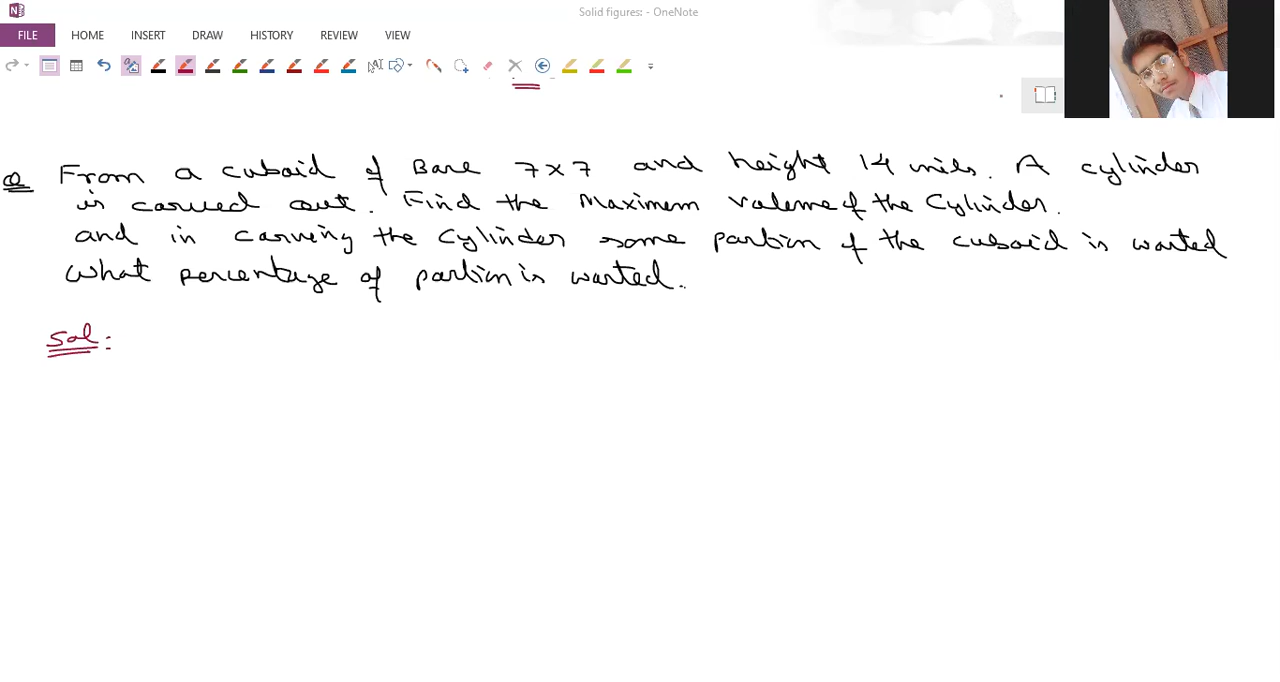 Solid figures: - OneNote
FILE HOME INSERT DRAW HISTORY REVIEW VIEW
Q From a cuboid of Base 7x7 and height 14 units. A cylinder
is carved out. Find the Maximum Volume of the Cylinder.
and in carving the Cylinder some portion of the cuboid is wasted
What percentage of portion is wasted.
Sol: